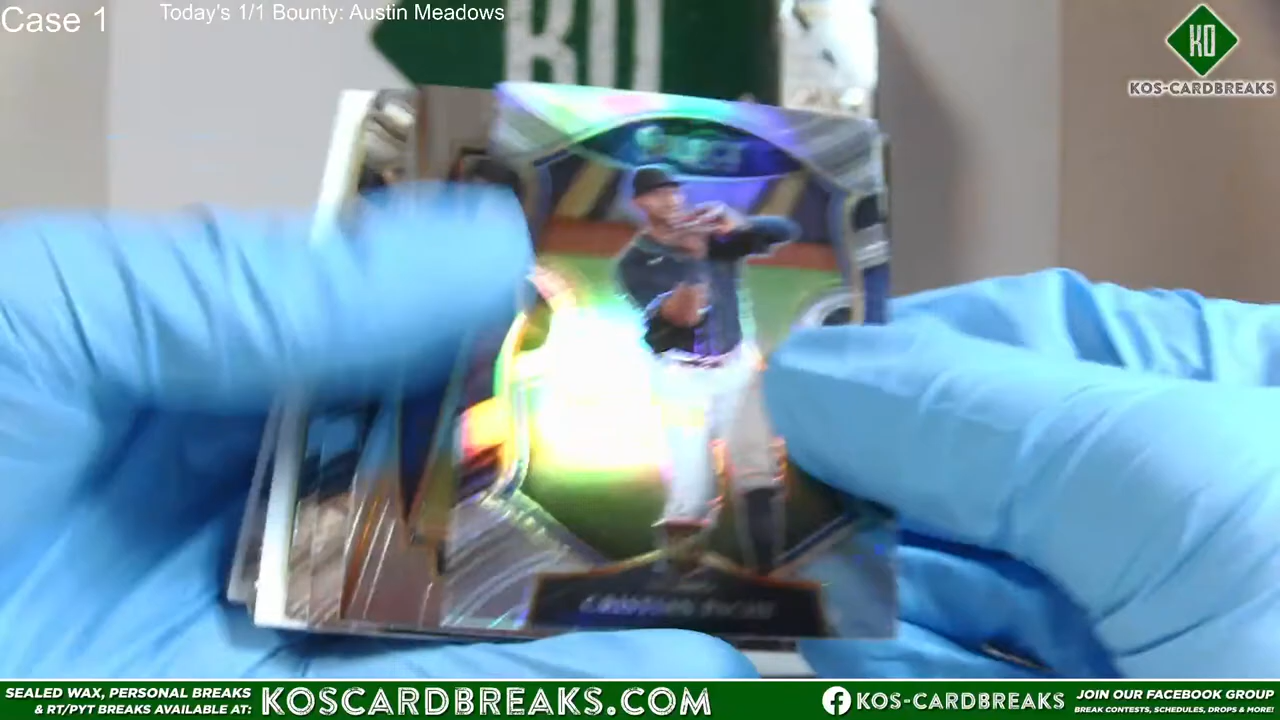 Case 1
Today's 1/1 Bounty: Austin Meadows
KO
KO
KOS-CARDBREAKS
SEALED WAX, PERSONAL BREAKS
& RT/PYT BREAKS AVAILABLE AT:
KOSCARDBREAKS.COM
KOS-CARDBREAKS
JOIN OUR FACEBOOK GROUP
BREAK CONTESTS, SCHEDULES, DROPS & MORE!